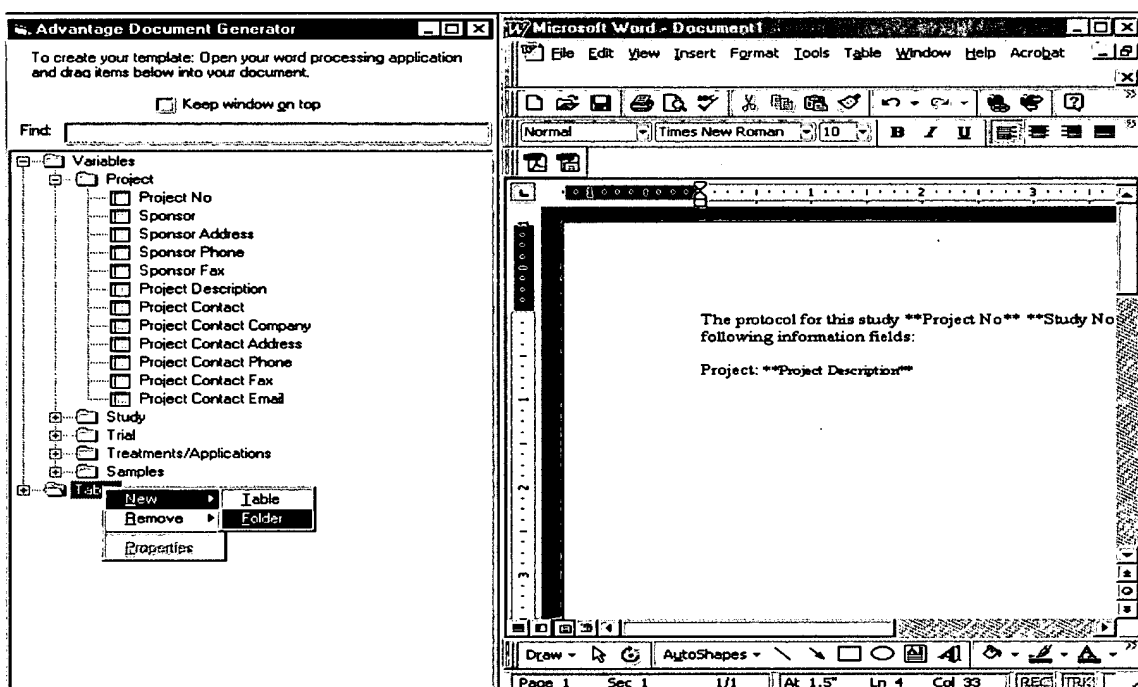 Advantage Document Generator
To create your template: Open your word processing application
and drag items below into your document.
Keep window on top
Find:
Variables
Project
Project No
Sponsor
Sponsor Address
Sponsor Phone
Sponsor Fax
Project Description
Project Contact
Project Contact Company
Project Contact Address
Project Contact Phone
Project Contact Fax
Project Contact Email
Study
Trial
Treatments/Applications
Samples
Tab
New
Remove
Properties
Table
Folder
Microsoft Word - Document1
File Edit View Insert Format Tools Table Window Help Acrobat
Normal Times New Roman 10 B I U
1 2 3
The protocol for this study **Project No** **Study No
following information fields:
Project: **Project Description**
2
3
Draw AutoShapes
Page 1 Sec 1 1/1 At 1.5" Ln 4 Col 33 REC TRK